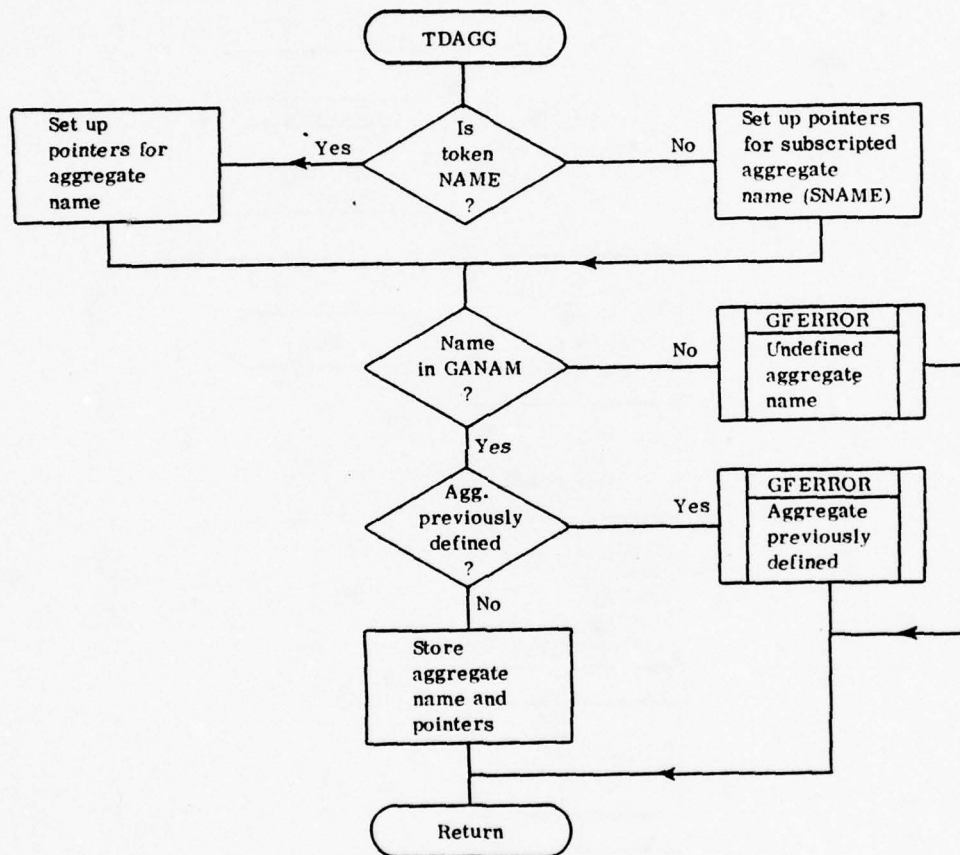 TDAGG
Is
token
NAME
?
Yes
Set up
pointers for
aggregate
name
No
Set up pointers
for subscripted
aggregate
name (SNAME)
Name
in GANAM
?
No
GFERROR
Undefined
aggregate
name
Yes
Agg.
previously
defined
?
Yes
GFERROR
Aggregate
previously
defined
No
Store
aggregate
name and
pointers
Return